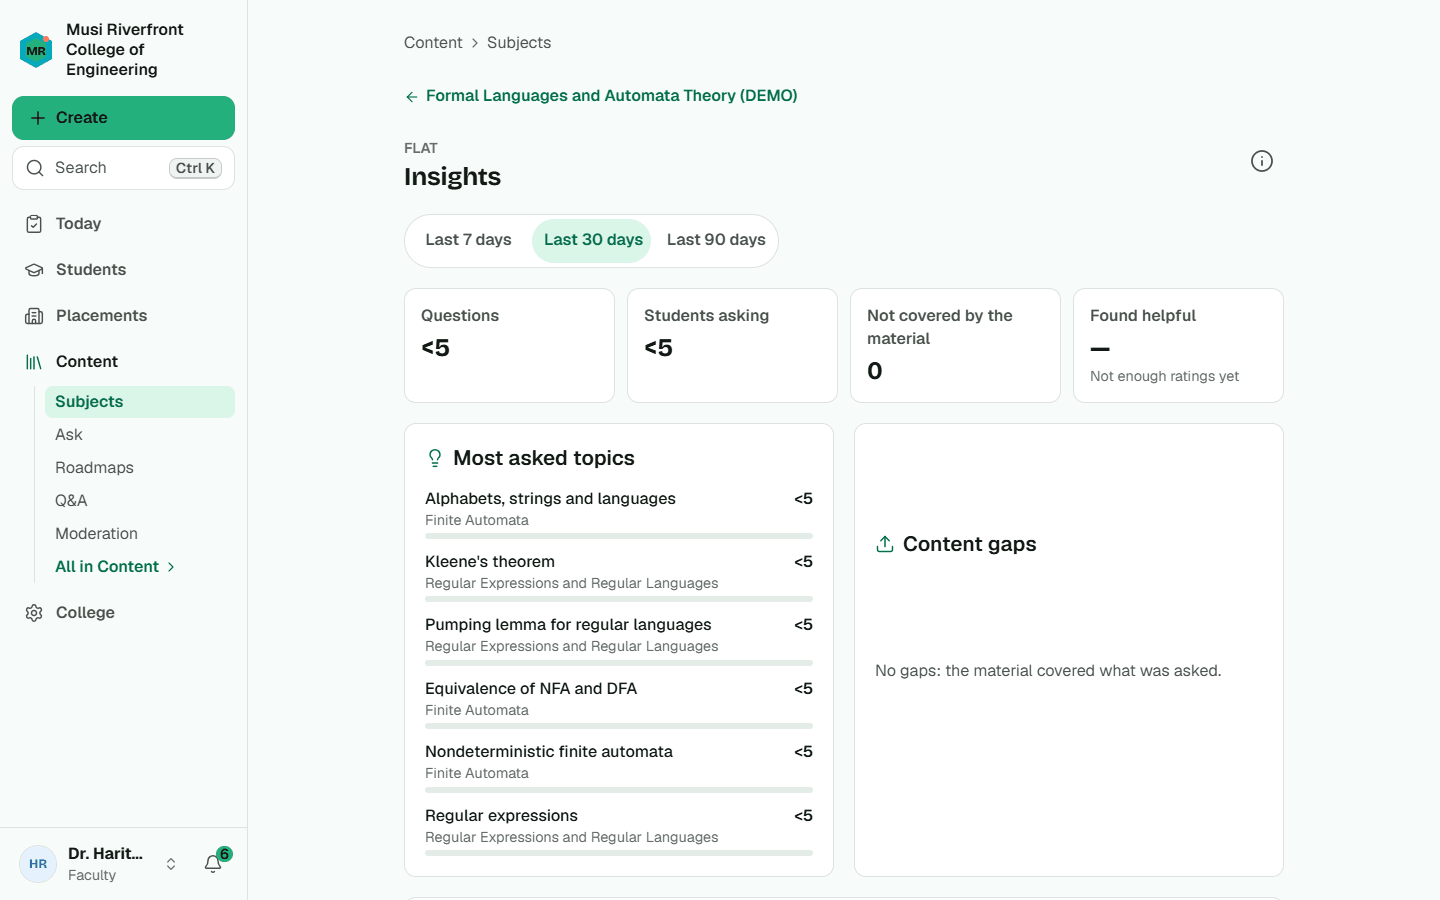 MR
Musi Riverfront
College of
Engineering
Create
Search Ctrl K
Today
Students
Placements
Content
Subjects
Ask
Roadmaps
Q&A
Moderation
All in Content
College
HR
Dr. Harit...
Faculty
6
Content > Subjects
← Formal Languages and Automata Theory (DEMO)
FLAT
Insights
Last 7 days Last 30 days Last 90 days
Questions
<5
Students asking
<5
Not covered by the
material
0
Found helpful
—
Not enough ratings yet
Most asked topics
Alphabets, strings and languages <5
Finite Automata
Kleene's theorem <5
Regular Expressions and Regular Languages
Pumping lemma for regular languages <5
Regular Expressions and Regular Languages
Equivalence of NFA and DFA <5
Finite Automata
Nondeterministic finite automata <5
Finite Automata
Regular expressions <5
Regular Expressions and Regular Languages
Content gaps
No gaps: the material covered what was asked.